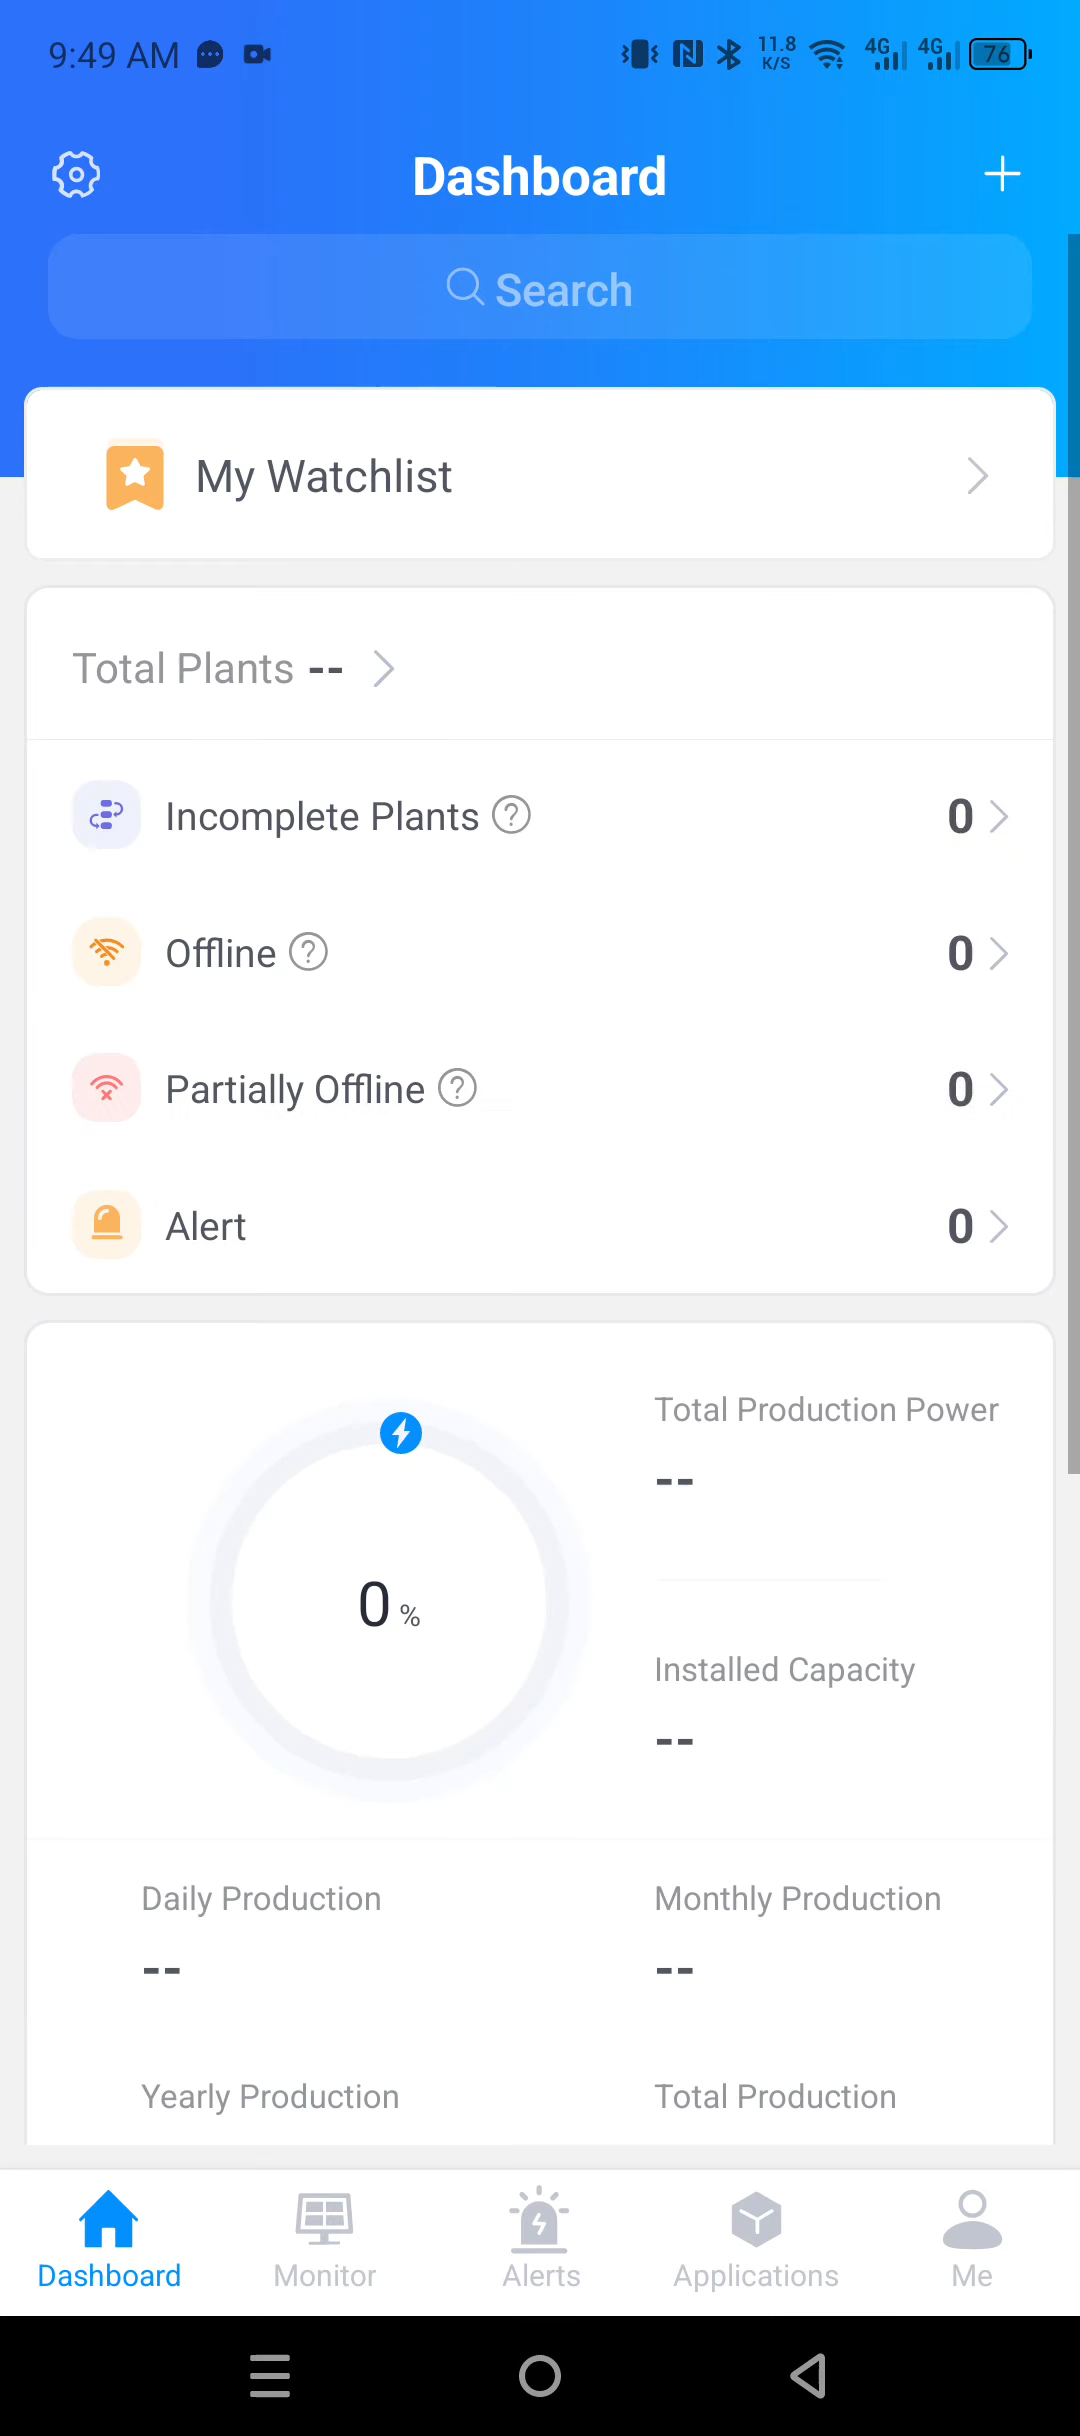 9:49 AM 11.8 K/S 4G 4G 76
Dashboard
Search
My Watchlist
Total Plants --
Incomplete Plants ? 0
Offline ? 0
Partially Offline ? 0
Alert 0
Total Production Power
--
0 %
Installed Capacity
--
Daily Production Monthly Production
-- --
Yearly Production Total Production
Dashboard Monitor Alerts Applications Me